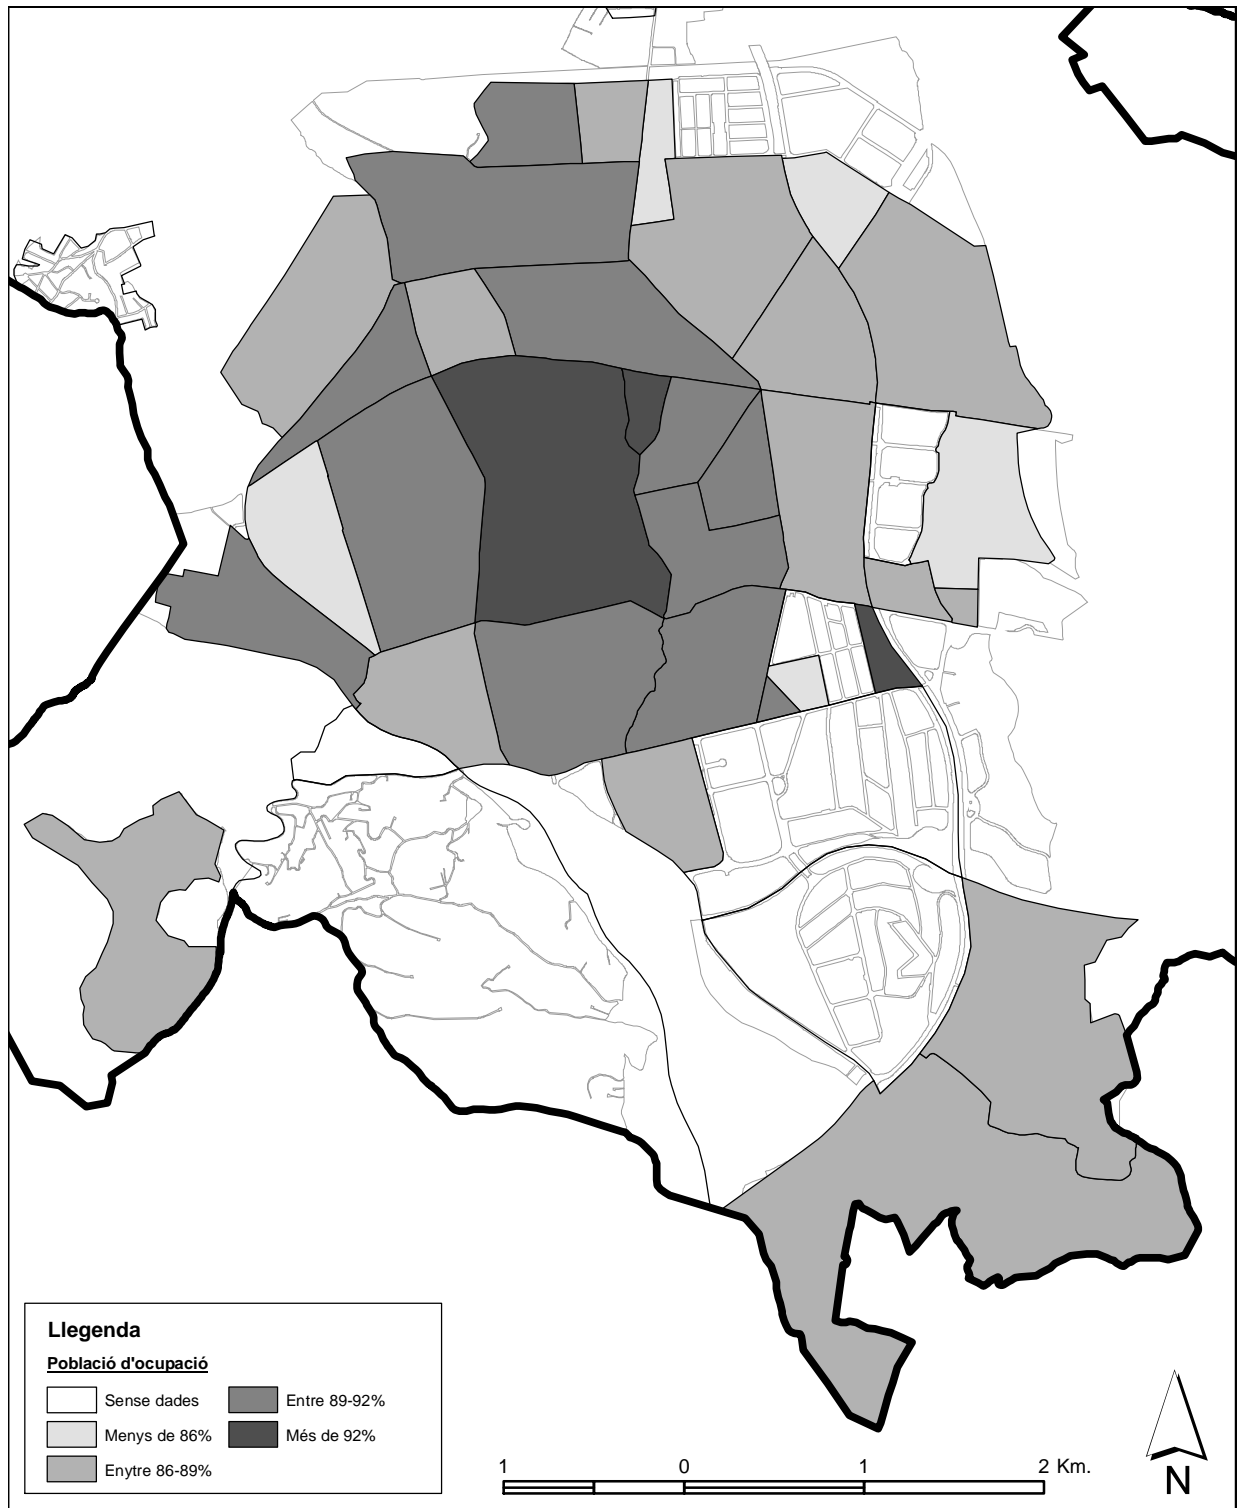 Llegenda
Població d'ocupació
Sense dades
Menys de 86%
Enytre 86-89%
Entre 89-92%
Més de 92%
1 0 1 2 Km.
N